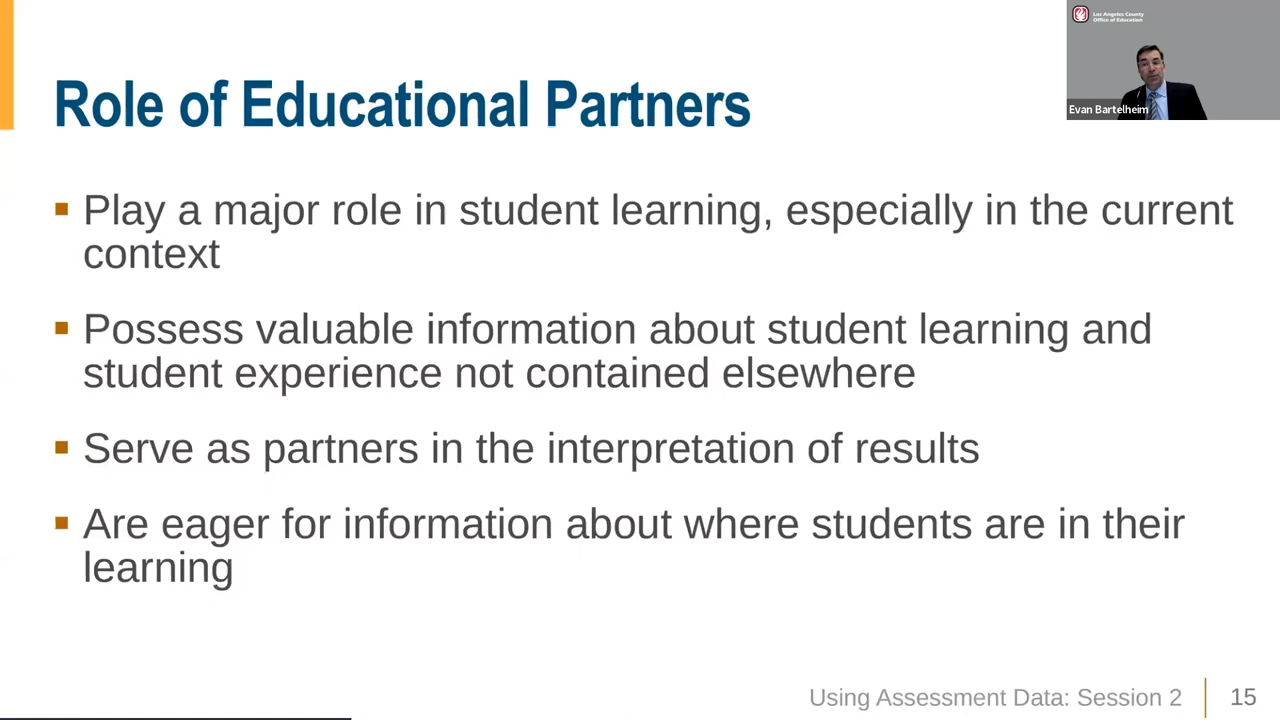 Los Angeles County
Office of Education
Evan Bartelheim
Role of Educational Partners
Play a major role in student learning, especially in the current
context
Possess valuable information about student learning and
student experience not contained elsewhere
Serve as partners in the interpretation of results
Are eager for information about where students are in their
learning
Using Assessment Data: Session 2
15